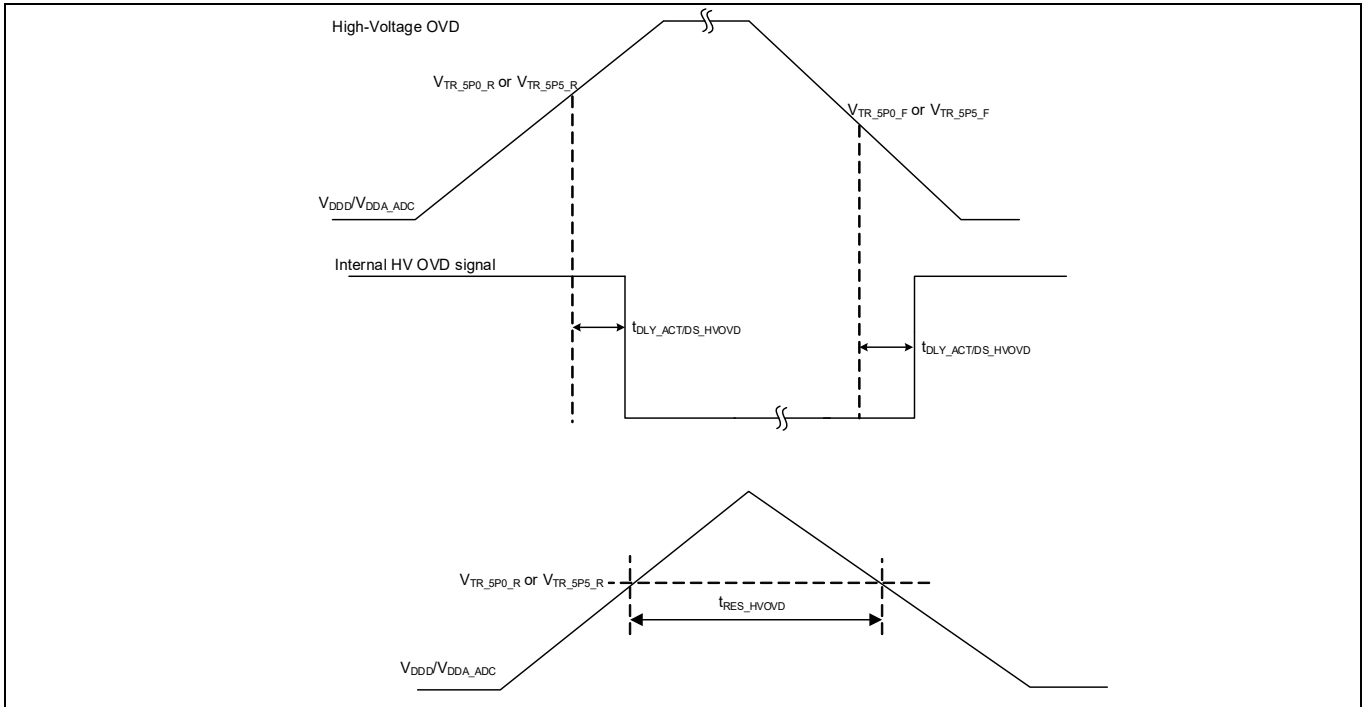 High-Voltage OVD
VTR_5P0_R or VTR_5P5_R
VTR_5P0_F or VTR_5P5_F
VDDD/VDDA_ADC
Internal HV OVD signal
tDLY_ACT/DS_HVOVD
tDLY_ACT/DS_HVOVD
VTR_5P0_R or VTR_5P5_R
tRES_HVOVD
VDDD/VDDA_ADC